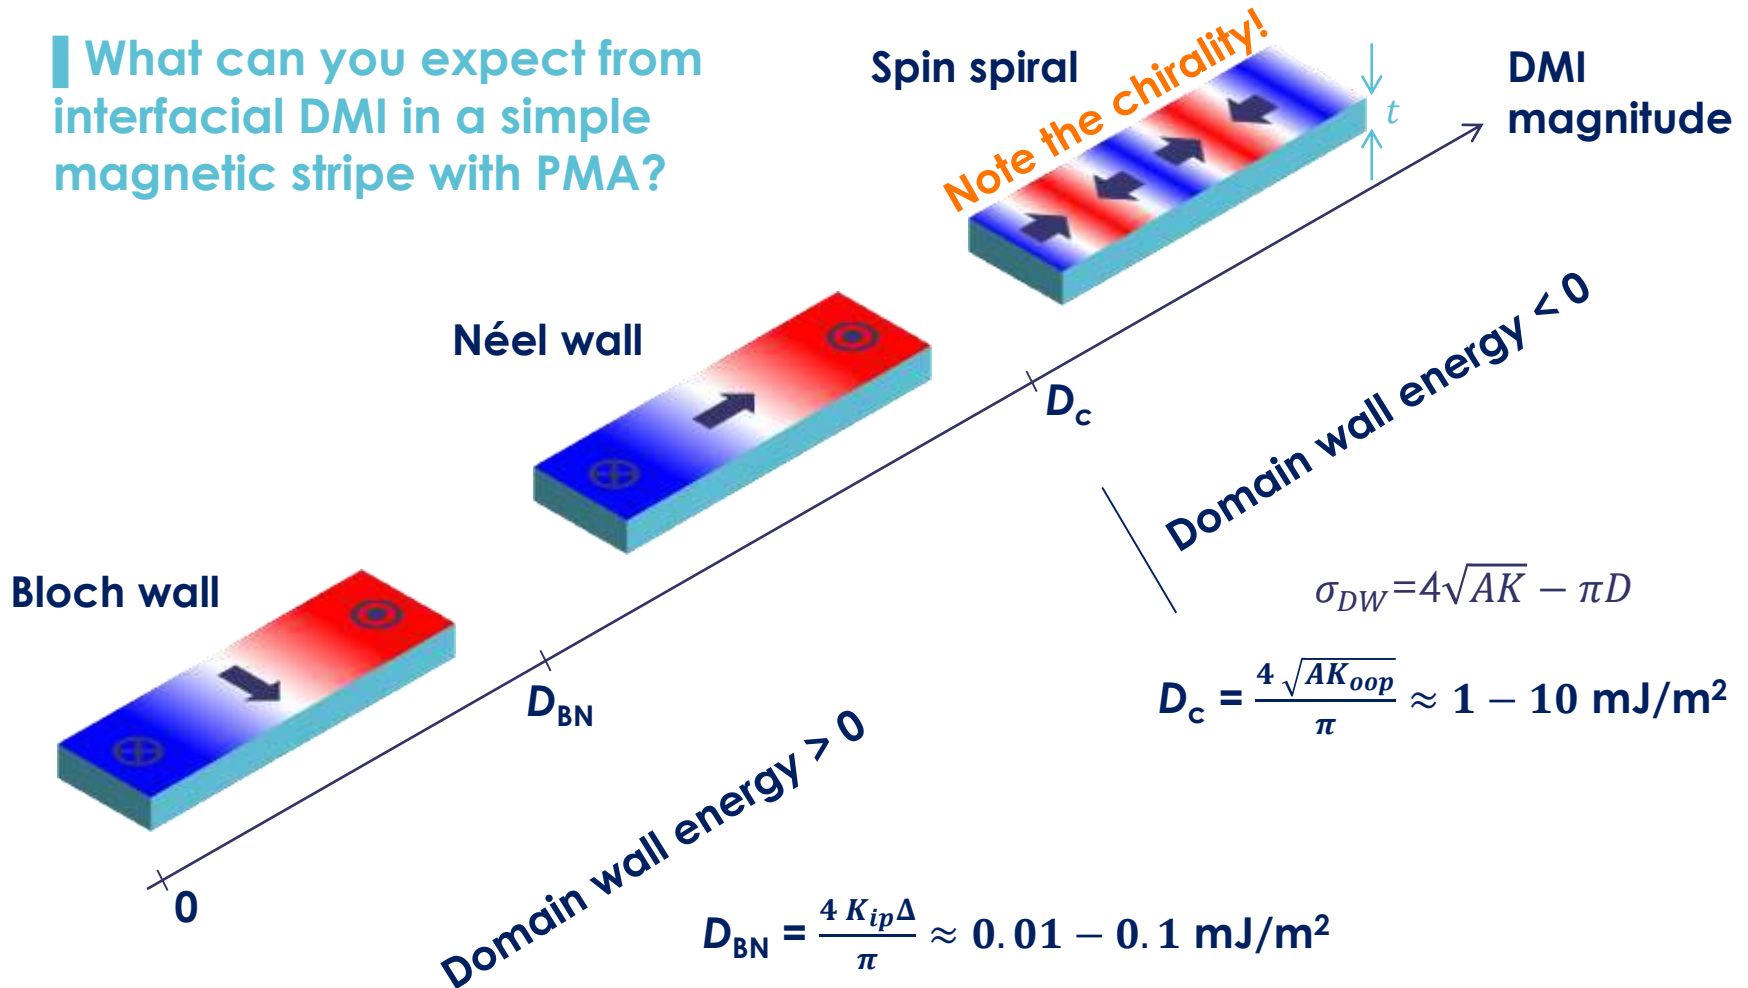 What can you expect from
interfacial DMI in a simple
magnetic stripe with PMA?
Spin spiral
Note the chirality!
t
DMI
magnitude
Néel wall
D_c
Domain wall energy < 0
Bloch wall
D_BN
0
Domain wall energy > 0
σ_DW=4√AK − πD
D_c = 4 √AK_oop / π ≈ 1 − 10 mJ/m²
D_BN = 4 K_ip Δ / π ≈ 0.01 − 0.1 mJ/m²